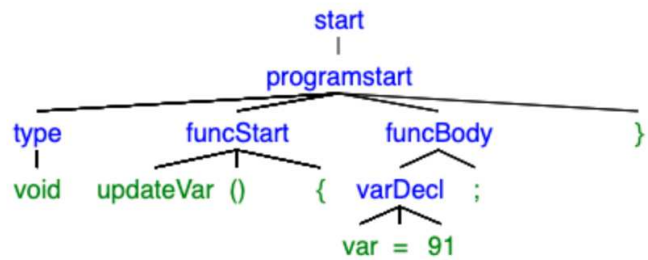 start
programstart
type funcStart funcBody }
void updateVar () { varDecl ;
var = 91